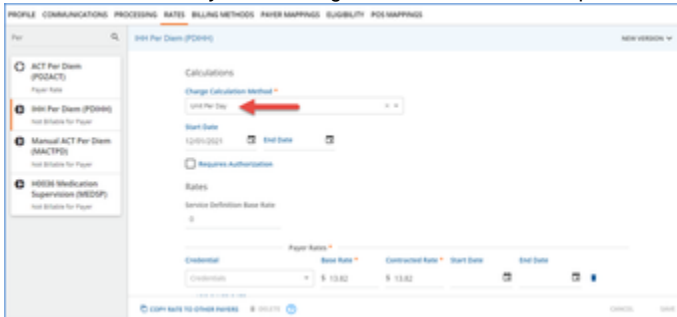 PROFILE COMMUNICATIONS PROCESSING RATES BILLING METHODS PAYER MAPPINGS ELIGIBILITY POS MAPPINGS
Per
IHH Per Diem (PDIHH)
NEW VERSION
ACT Per Diem
(PDZACT)
Payer Rate
IHH Per Diem (PDIHH)
Not Billable for Payer
Manual ACT Per Diem
(MACTPD)
Not Billable for Payer
H0036 Medication
Supervision (MEDSP)
Not Billable for Payer
Calculations
Charge Calculation Method *
Unit Per Day
Start Date
12/01/2021 End Date
Requires Authorization
Rates
Service Definition Base Rate
0
Payer Rates *
Credential Base Rate * Contracted Rate * Start Date End Date
Credentials $ 13.82 $ 13.82
COPY RATE TO OTHER PAYERS DELETE CANCEL SAVE